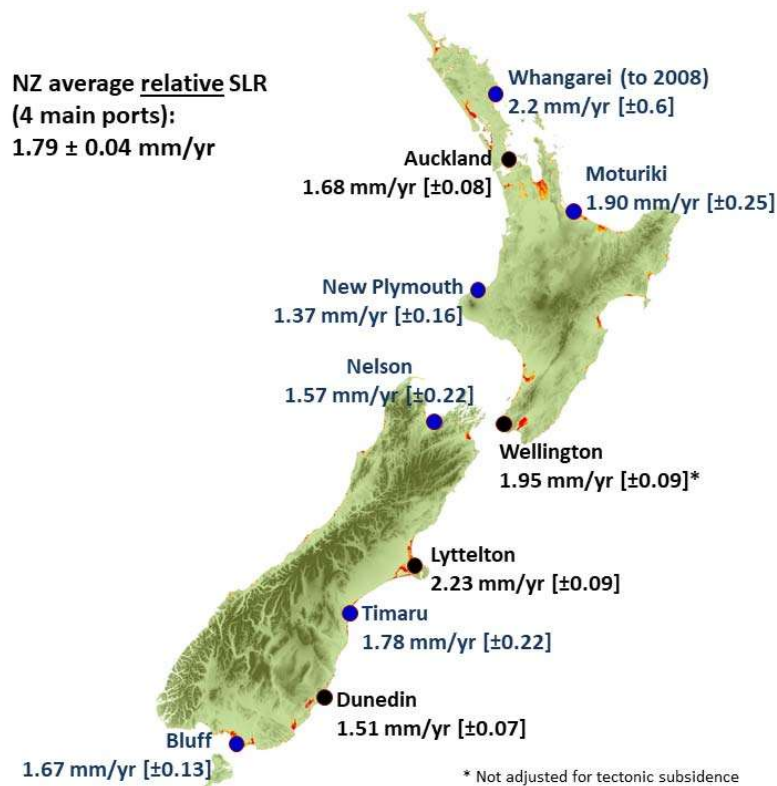 NZ average relative SLR
(4 main ports):
1.79 ± 0.04 mm/yr
Whangarei (to 2008)
2.2 mm/yr [±0.6]
Auckland
1.68 mm/yr [±0.08]
Moturiki
1.90 mm/yr [±0.25]
New Plymouth
1.37 mm/yr [±0.16]
Nelson
1.57 mm/yr [±0.22]
Wellington
1.95 mm/yr [±0.09]*
Lyttelton
2.23 mm/yr [±0.09]
Timaru
1.78 mm/yr [±0.22]
Dunedin
1.51 mm/yr [±0.07]
Bluff
1.67 mm/yr [±0.13]
* Not adjusted for tectonic subsidence